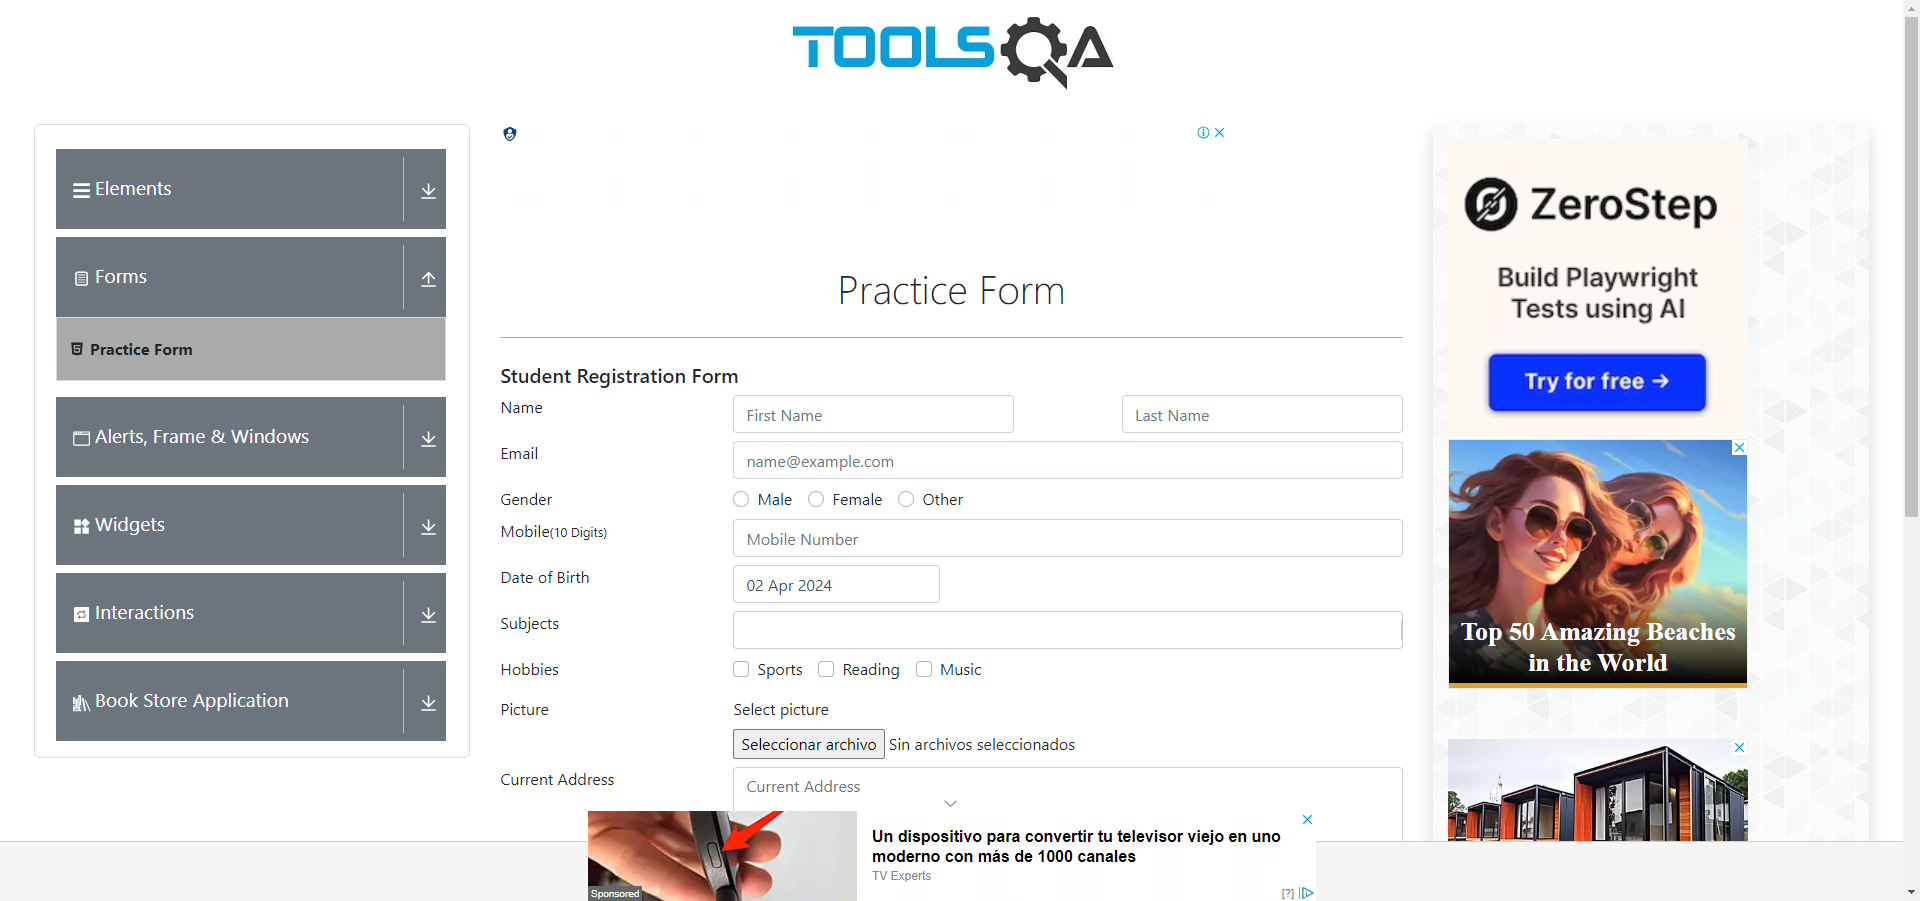 TOOLSQA
Elements
Forms
Practice Form
Alerts, Frame & Windows
Widgets
Interactions
Book Store Application
Practice Form
Student Registration Form
Name
First Name
Last Name
Email
name@example.com
Gender
Male
Female
Other
Mobile(10 Digits)
Mobile Number
Date of Birth
02 Apr 2024
Subjects
Hobbies
Sports
Reading
Music
Picture
Select picture
Seleccionar archivo
Sin archivos seleccionados
Current Address
Current Address
ZeroStep
Build Playwright
Tests using AI
Try for free →
Top 50 Amazing Beaches
in the World
Un dispositivo para convertir tu televisor viejo en uno
moderno con más de 1000 canales
TV Experts
Sponsored
[?]